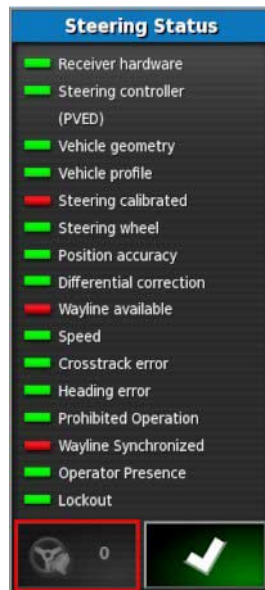 Steering Status
Receiver hardware
Steering controller
(PVED)
Vehicle geometry
Vehicle profile
Steering calibrated
Steering wheel
Position accuracy
Differential correction
Wayline available
Speed
Crosstrack error
Heading error
Prohibited Operation
Wayline Synchronized
Operator Presence
Lockout
0